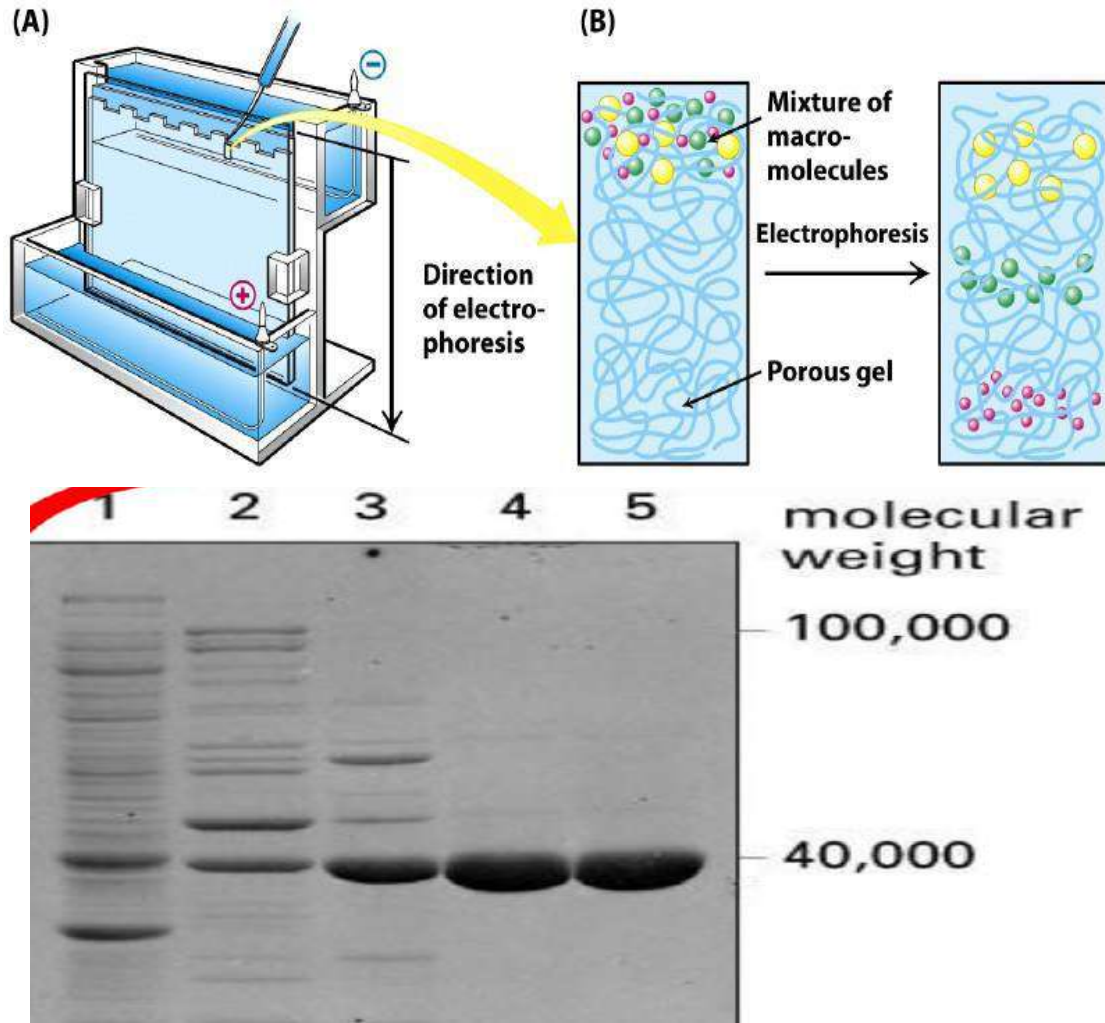 (A)
−
+
Direction
of electro-
phoresis
(B)
Mixture of
macro-
molecules
Electrophoresis
Porous gel
1 2 3 4 5
molecular
weight
100,000
40,000